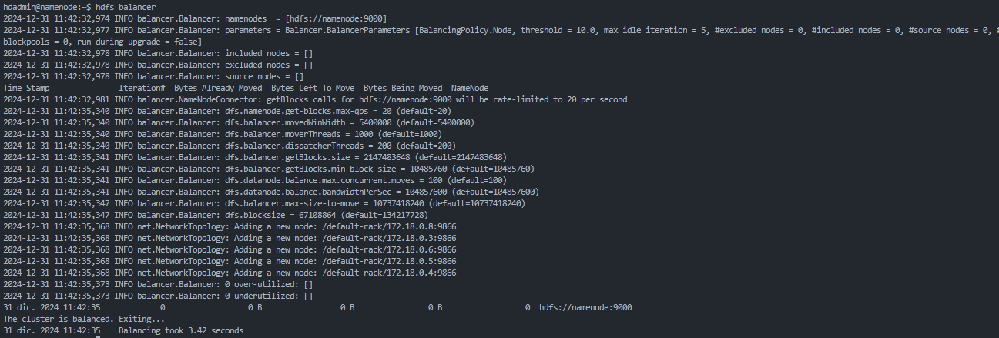 hdadmin@namenode:~$ hdfs balancer
2024-12-31 11:42:32,974 INFO balancer.Balancer: namenodes  = [hdfs://namenode:9000]
2024-12-31 11:42:32,977 INFO balancer.Balancer: parameters = Balancer.BalancerParameters [BalancingPolicy.Node, threshold = 10.0, max idle iteration = 5, #excluded nodes = 0, #included nodes = 0, #source nodes = 0, #
blockpools = 0, run during upgrade = false]
2024-12-31 11:42:32,978 INFO balancer.Balancer: included nodes = []
2024-12-31 11:42:32,978 INFO balancer.Balancer: excluded nodes = []
2024-12-31 11:42:32,978 INFO balancer.Balancer: source nodes = []
Time Stamp               Iteration#  Bytes Already Moved  Bytes Left To Move  Bytes Being Moved  NameNode
2024-12-31 11:42:32,981 INFO balancer.NameNodeConnector: getBlocks calls for hdfs://namenode:9000 will be rate-limited to 20 per second
2024-12-31 11:42:35,340 INFO balancer.Balancer: dfs.namenode.get-blocks.max-qps = 20 (default=20)
2024-12-31 11:42:35,340 INFO balancer.Balancer: dfs.balancer.movedWinWidth = 5400000 (default=5400000)
2024-12-31 11:42:35,340 INFO balancer.Balancer: dfs.balancer.moverThreads = 1000 (default=1000)
2024-12-31 11:42:35,340 INFO balancer.Balancer: dfs.balancer.dispatcherThreads = 200 (default=200)
2024-12-31 11:42:35,341 INFO balancer.Balancer: dfs.balancer.getBlocks.size = 2147483648 (default=2147483648)
2024-12-31 11:42:35,341 INFO balancer.Balancer: dfs.balancer.getBlocks.min-block-size = 10485760 (default=10485760)
2024-12-31 11:42:35,341 INFO balancer.Balancer: dfs.datanode.balance.max.concurrent.moves = 100 (default=100)
2024-12-31 11:42:35,341 INFO balancer.Balancer: dfs.datanode.balance.bandwidthPerSec = 104857600 (default=104857600)
2024-12-31 11:42:35,347 INFO balancer.Balancer: dfs.balancer.max-size-to-move = 10737418240 (default=10737418240)
2024-12-31 11:42:35,347 INFO balancer.Balancer: dfs.blocksize = 67108864 (default=134217728)
2024-12-31 11:42:35,368 INFO net.NetworkTopology: Adding a new node: /default-rack/172.18.0.8:9866
2024-12-31 11:42:35,368 INFO net.NetworkTopology: Adding a new node: /default-rack/172.18.0.3:9866
2024-12-31 11:42:35,368 INFO net.NetworkTopology: Adding a new node: /default-rack/172.18.0.6:9866
2024-12-31 11:42:35,368 INFO net.NetworkTopology: Adding a new node: /default-rack/172.18.0.5:9866
2024-12-31 11:42:35,368 INFO net.NetworkTopology: Adding a new node: /default-rack/172.18.0.4:9866
2024-12-31 11:42:35,373 INFO balancer.Balancer: 0 over-utilized: []
2024-12-31 11:42:35,373 INFO balancer.Balancer: 0 underutilized: []
31 dic. 2024 11:42:35             0                  0 B                 0 B                0 B                  0  hdfs://namenode:9000
The cluster is balanced. Exiting...
31 dic. 2024 11:42:35    Balancing took 3.42 seconds